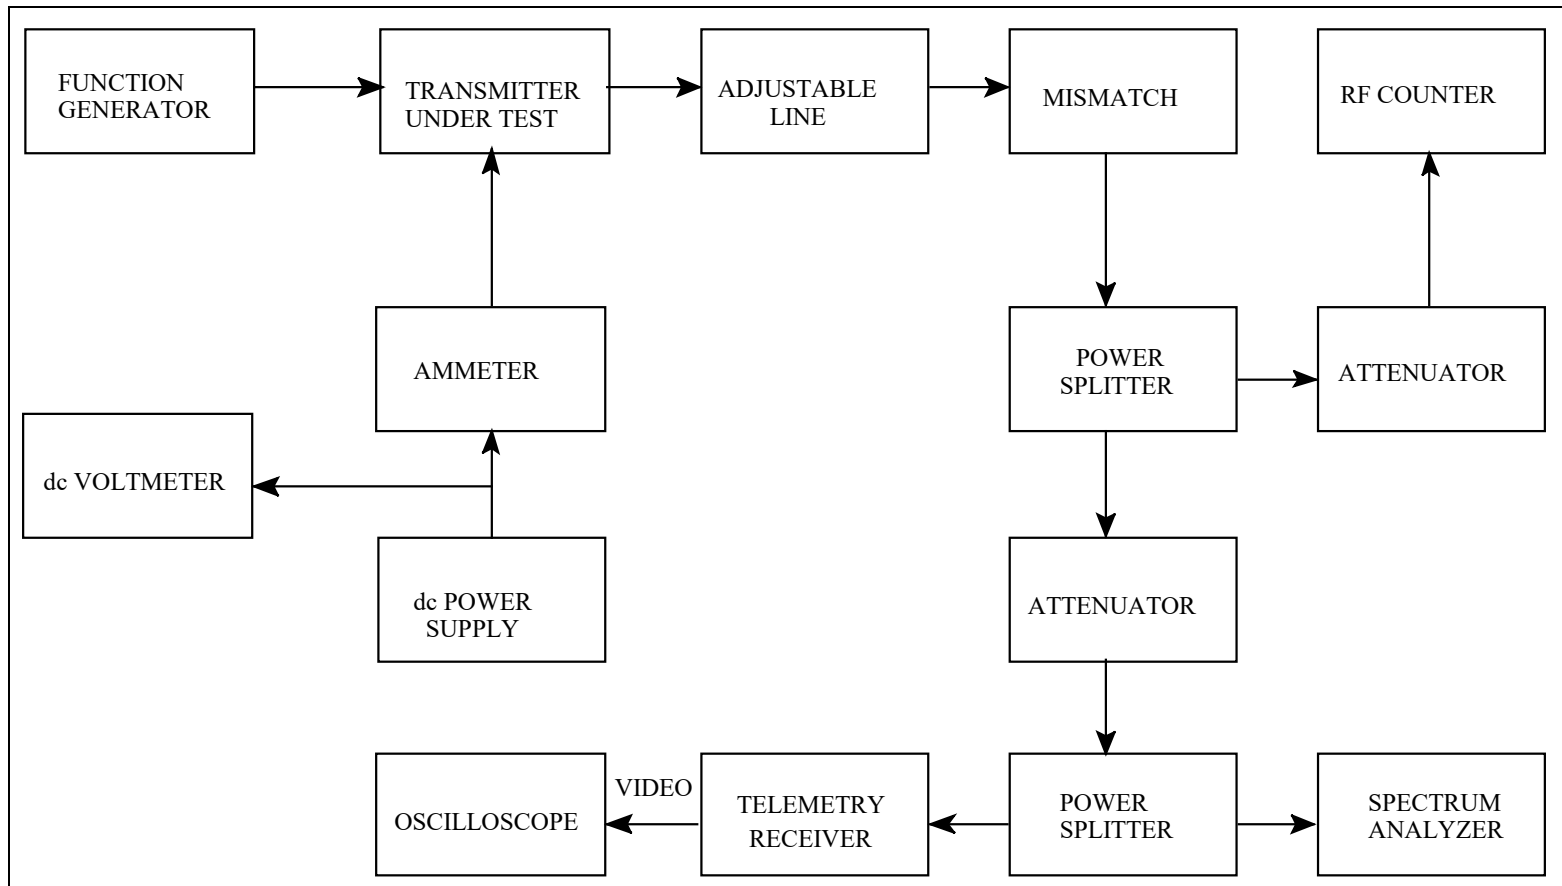 FUNCTION
GENERATOR
TRANSMITTER
UNDER TEST
ADJUSTABLE
LINE
MISMATCH
RF COUNTER
AMMETER
POWER
SPLITTER
ATTENUATOR
dc VOLTMETER
dc POWER
SUPPLY
ATTENUATOR
OSCILLOSCOPE
VIDEO
TELEMETRY
RECEIVER
POWER
SPLITTER
SPECTRUM
ANALYZER